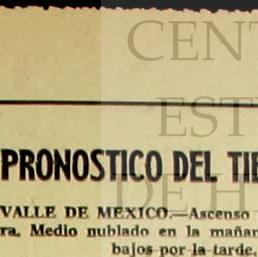 CEN
EST
PRONOSTICO DEL TIE
DE H
VALLE DE MEXICO.—Ascenso
ra. Medio nublado en la mañan
bajos por la tarde.